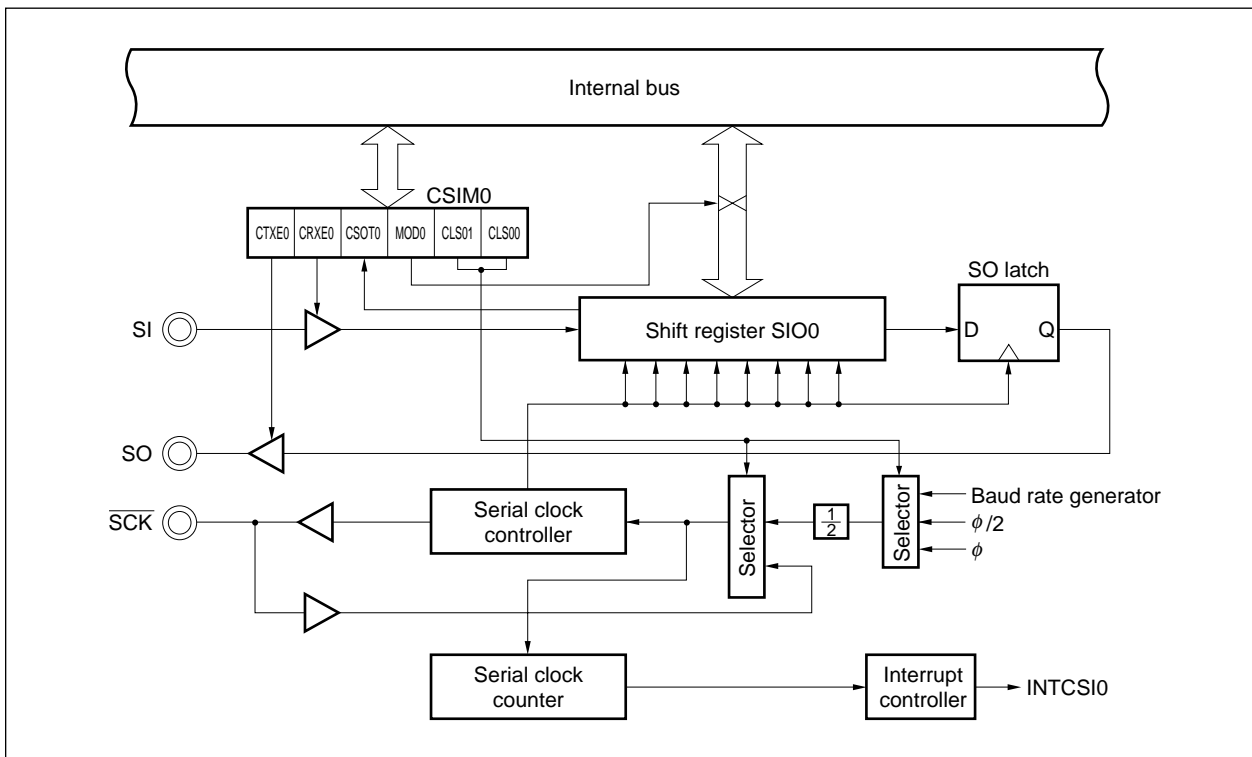 Internal bus
CSIM0
CTXE0 CRXE0 CSOT0 MOD0 CLS01 CLS00
SO latch
SI
Shift register SIO0
D Q
SO
SCK
Serial clock
controller
Selector
1
2
Selector
Baud rate generator
ϕ/2
ϕ
Serial clock
counter
Interrupt
controller
INTCSI0